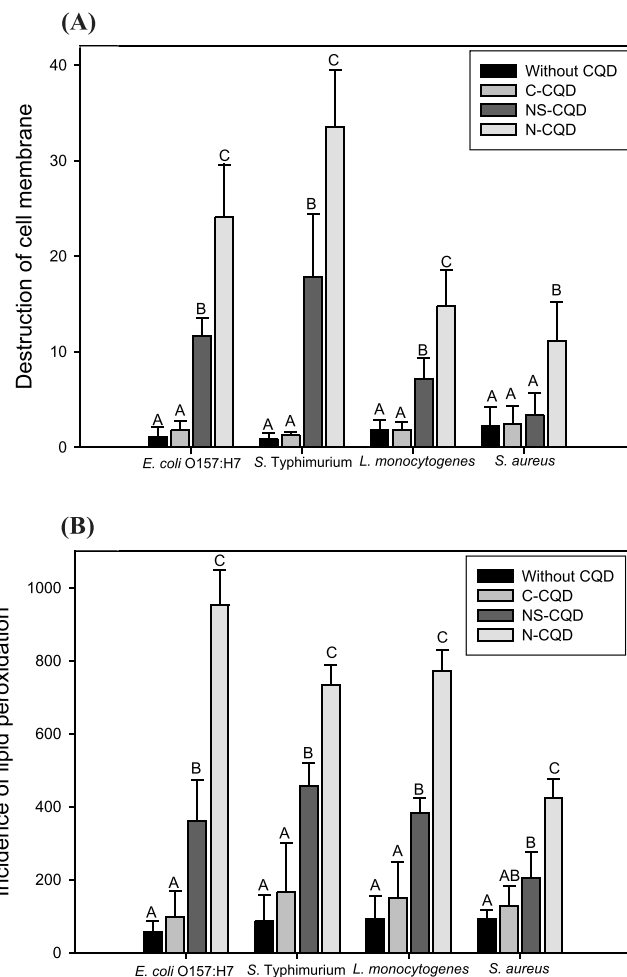 (A)
Destruction of cell membrane
40
30
20
10
0
Without CQD
C-CQD
NS-CQD
N-CQD
A A B C
A A B C
A A B C
A A A B
E. coli O157:H7 S. Typhimurium L. monocytogenes S. aureus
(B)
Incidence of lipid peroxidation
1000
800
600
400
200
0
Without CQD
C-CQD
NS-CQD
N-CQD
A A B C
A A B C
A A B C
A AB B C
E. coli O157:H7 S. Typhimurium L. monocytogenes S. aureus